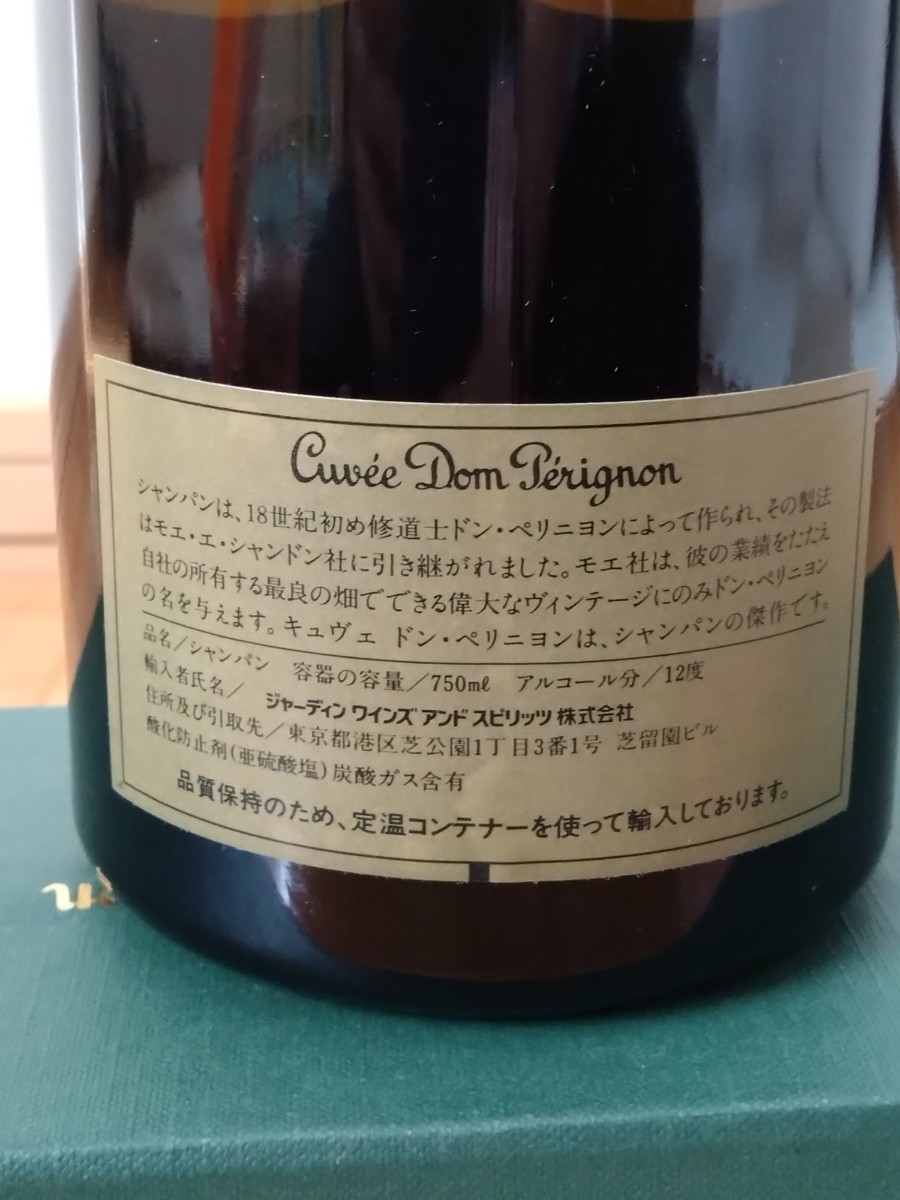 Cuvée Dom Pérignon
シャンパンは、18世紀初め修道士ドン・ペリニヨンによって作られ、その製法
はモエ・エ・シャンドン社に引き継がれました。モエ社は、彼の業績をたたえ
自社の所有する最良の畑でできる偉大なヴィンテージにのみドン・ペリニヨン
の名を与えます。キュヴェ ドン・ペリニヨンは、シャンパンの傑作です。
品名／シャンパン 容器の容量／750mℓ アルコール分／12度
輸入者氏名／ ジャーディン ワインズ アンド スピリッツ 株式会社
住所及び引取先／東京都港区芝公園1丁目3番1号 芝留園ビル
酸化防止剤(亜硫酸塩)炭酸ガス含有
品質保持のため、定温コンテナーを使って輸入しております。